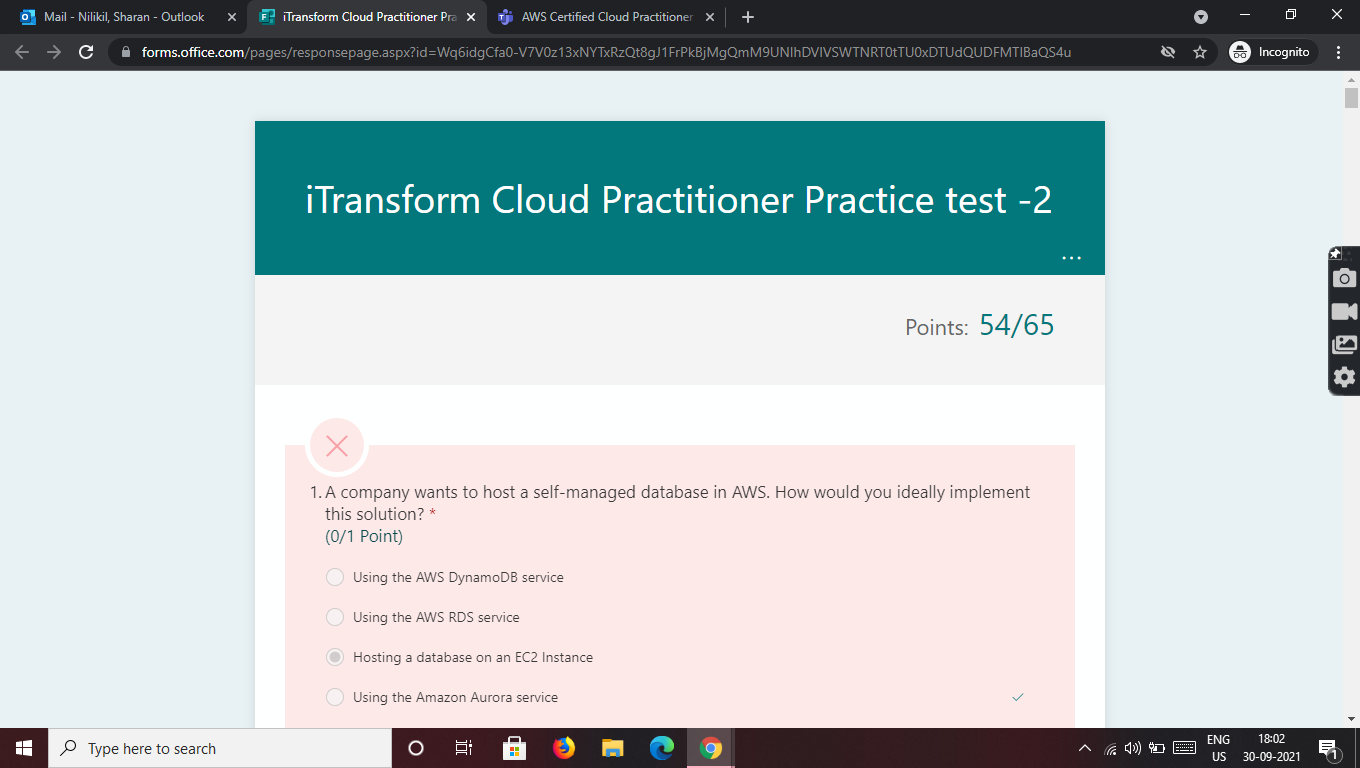 Mail - Nilikil, Sharan - Outlook
iTransform Cloud Practitioner Pra
AWS Certified Cloud Practitioner
forms.office.com/pages/responsepage.aspx?id=Wq6idgCfa0-V7V0z13xNYTxRzQt8gJ1FrPkBjMgQmM9UNlhDVlVSWTNRT0tTU0xDTUdQUDFMTlBaQS4u
Incognito
iTransform Cloud Practitioner Practice test -2
...
Points: 54/65
1. A company wants to host a self-managed database in AWS. How would you ideally implement
this solution? *
(0/1 Point)
Using the AWS DynamoDB service
Using the AWS RDS service
Hosting a database on an EC2 Instance
Using the Amazon Aurora service
Type here to search
ENG
US
18:02
30-09-2021
1